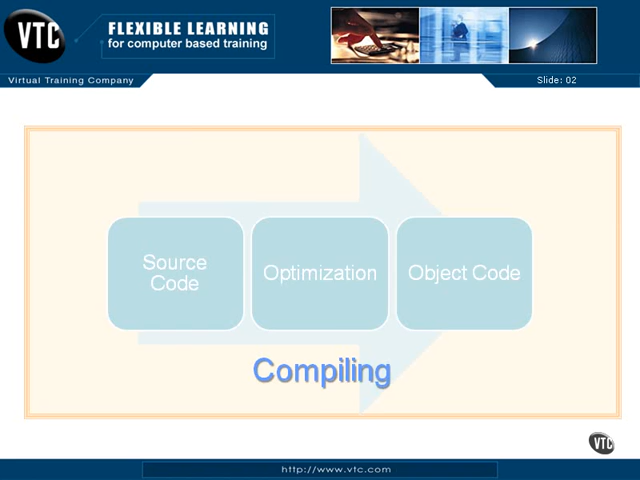 VTC
FLEXIBLE LEARNING
for computer based training
Virtual Training Company
Slide: 02
Source
Code
Optimization
Object Code
Compiling
VTC
http://www.vtc.com